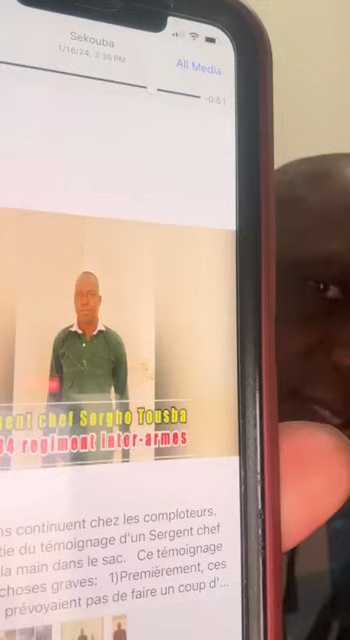 Sekouba
1/16/24, 3:35 PM
All Media
-0:51
gent chef Sorgho Tousba
34 regiment inter-armes
ns continuent chez les comploteurs.
tie du témoignage d'un Sergent chef
la main dans le sac. Ce témoignage
choses graves: 1)Premièrement, ces
prévoyaient pas de faire un coup d'...